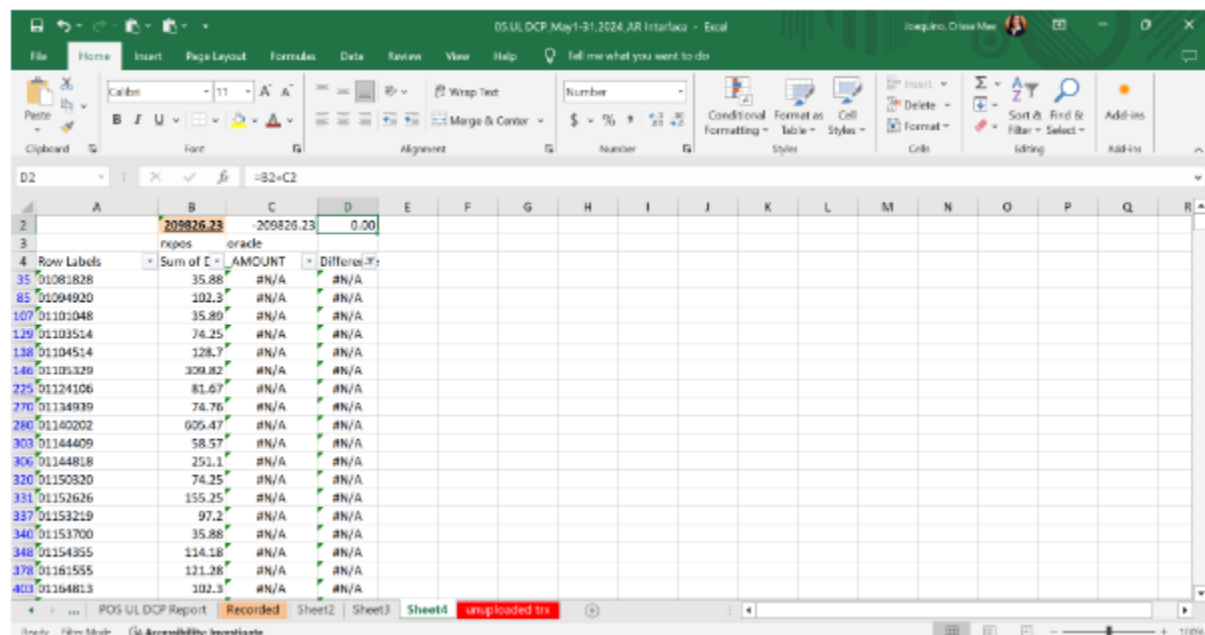 05 UL DCP_May1-31.2024_AR Interface - Excel
Joaquino, Crissa Mae
File Home Insert Page Layout Formulas Data Review View Help Tell me what you want to do
Paste
Calibri 11
B I U
Wrap Text
Merge & Center
Number
$ % ,
Conditional Formatting
Format as Table
Cell Styles
Insert
Delete
Format
Sort & Filter
Find & Select
Add-ins
Clipboard Font Alignment Number Styles Cells Editing Add-ins
D2 fx =B2+C2
A B C D E F G H I J K L M N O P Q R
2 209826.23 -209826.23 0.00
3 nxpos oracle
4 Row Labels Sum of D _AMOUNT Difference
35 01081828 35.88 #N/A #N/A
85 01094920 102.3 #N/A #N/A
107 01101048 35.89 #N/A #N/A
129 01103514 74.25 #N/A #N/A
138 01104514 128.7 #N/A #N/A
146 01105329 309.82 #N/A #N/A
225 01124106 81.67 #N/A #N/A
270 01134939 74.76 #N/A #N/A
280 01140202 605.47 #N/A #N/A
303 01144409 58.57 #N/A #N/A
306 01144818 251.1 #N/A #N/A
320 01150320 74.25 #N/A #N/A
331 01152626 155.25 #N/A #N/A
337 01153219 97.2 #N/A #N/A
340 01153700 35.88 #N/A #N/A
348 01154355 114.18 #N/A #N/A
378 01161555 121.28 #N/A #N/A
403 01164813 102.3 #N/A #N/A
... POS UL DCP Report Recorded Sheet2 Sheet3 Sheet4 unuploaded trx
Ready Filter Mode Accessibility: Investigate 100%